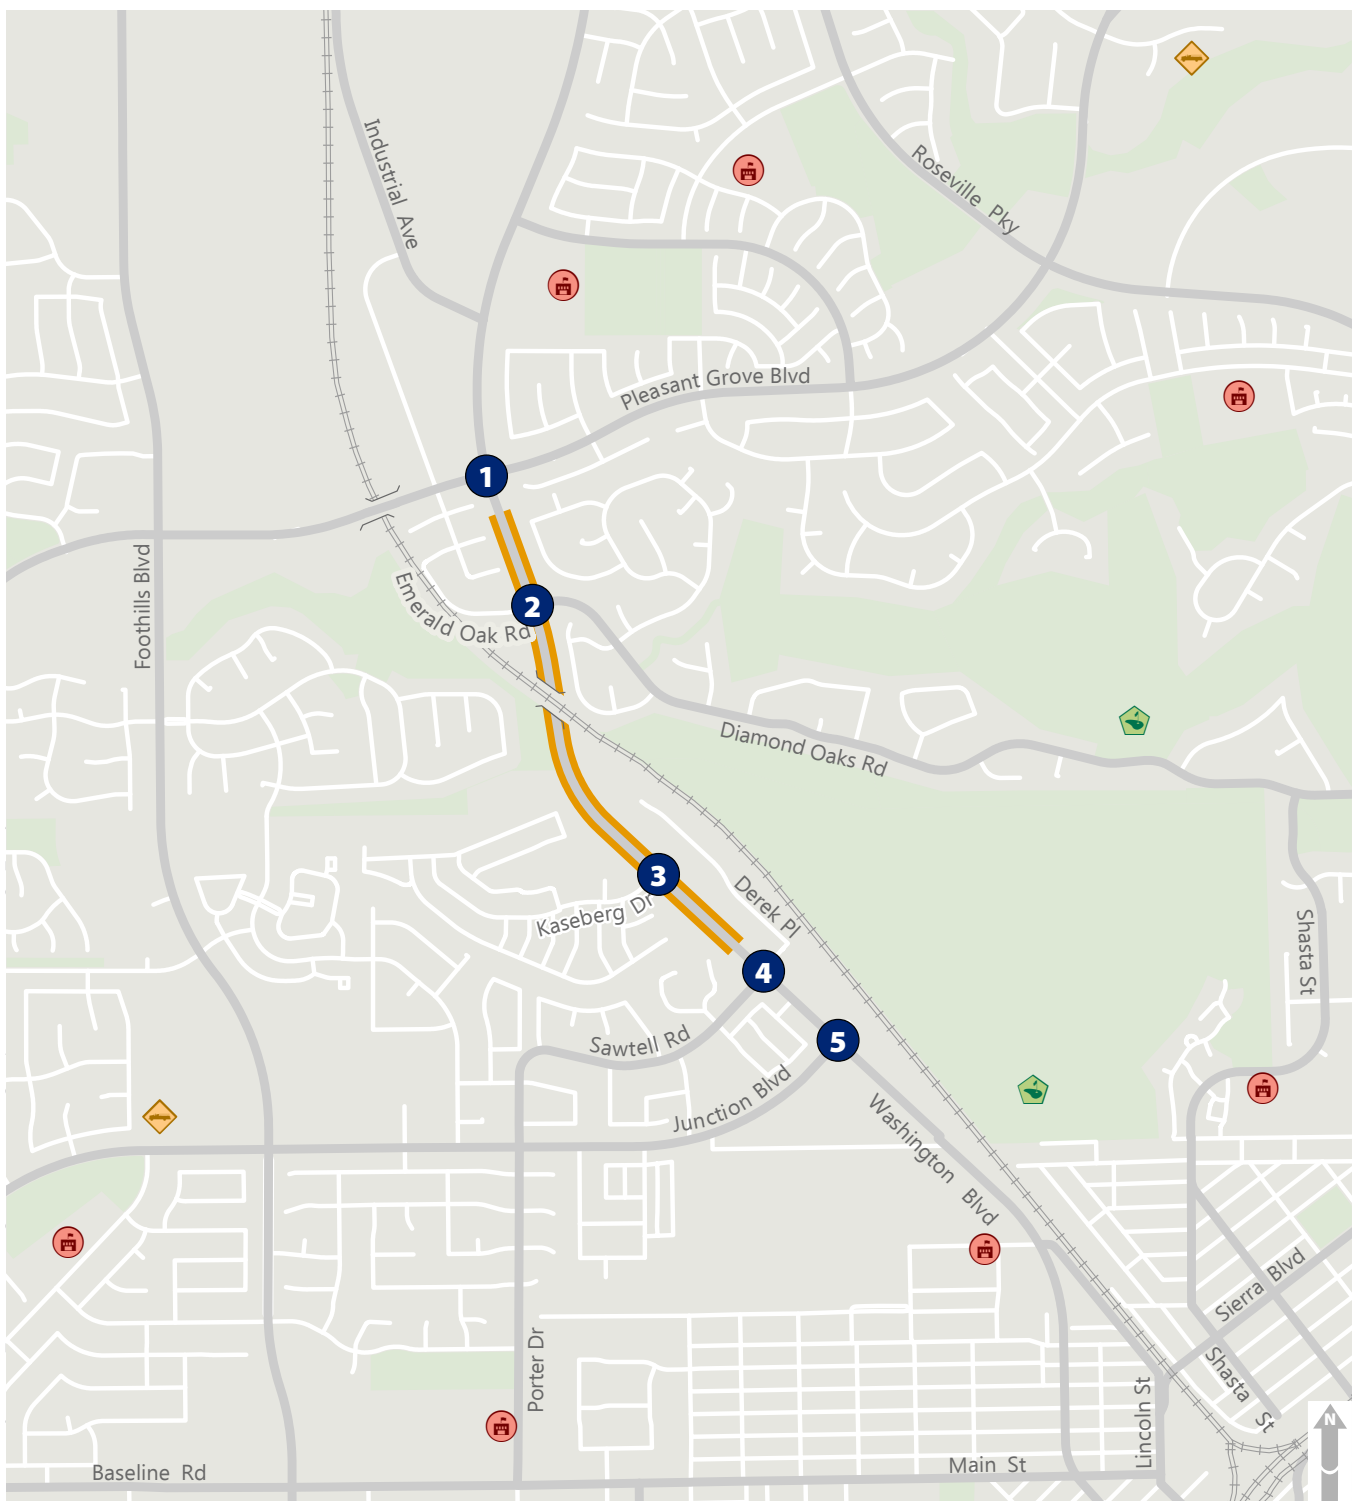 Industrial Ave
Roseville Pky
Pleasant Grove Blvd
1
Foothills Blvd
Emerald Oak Rd
2
Diamond Oaks Rd
3
Kaseberg Dr
Derek Pl
4
Shasta St
5
Sawtell Rd
Junction Blvd
Washington Blvd
Sierra Blvd
Porter Dr
Shasta St
Lincoln St
N
Baseline Rd
Main St